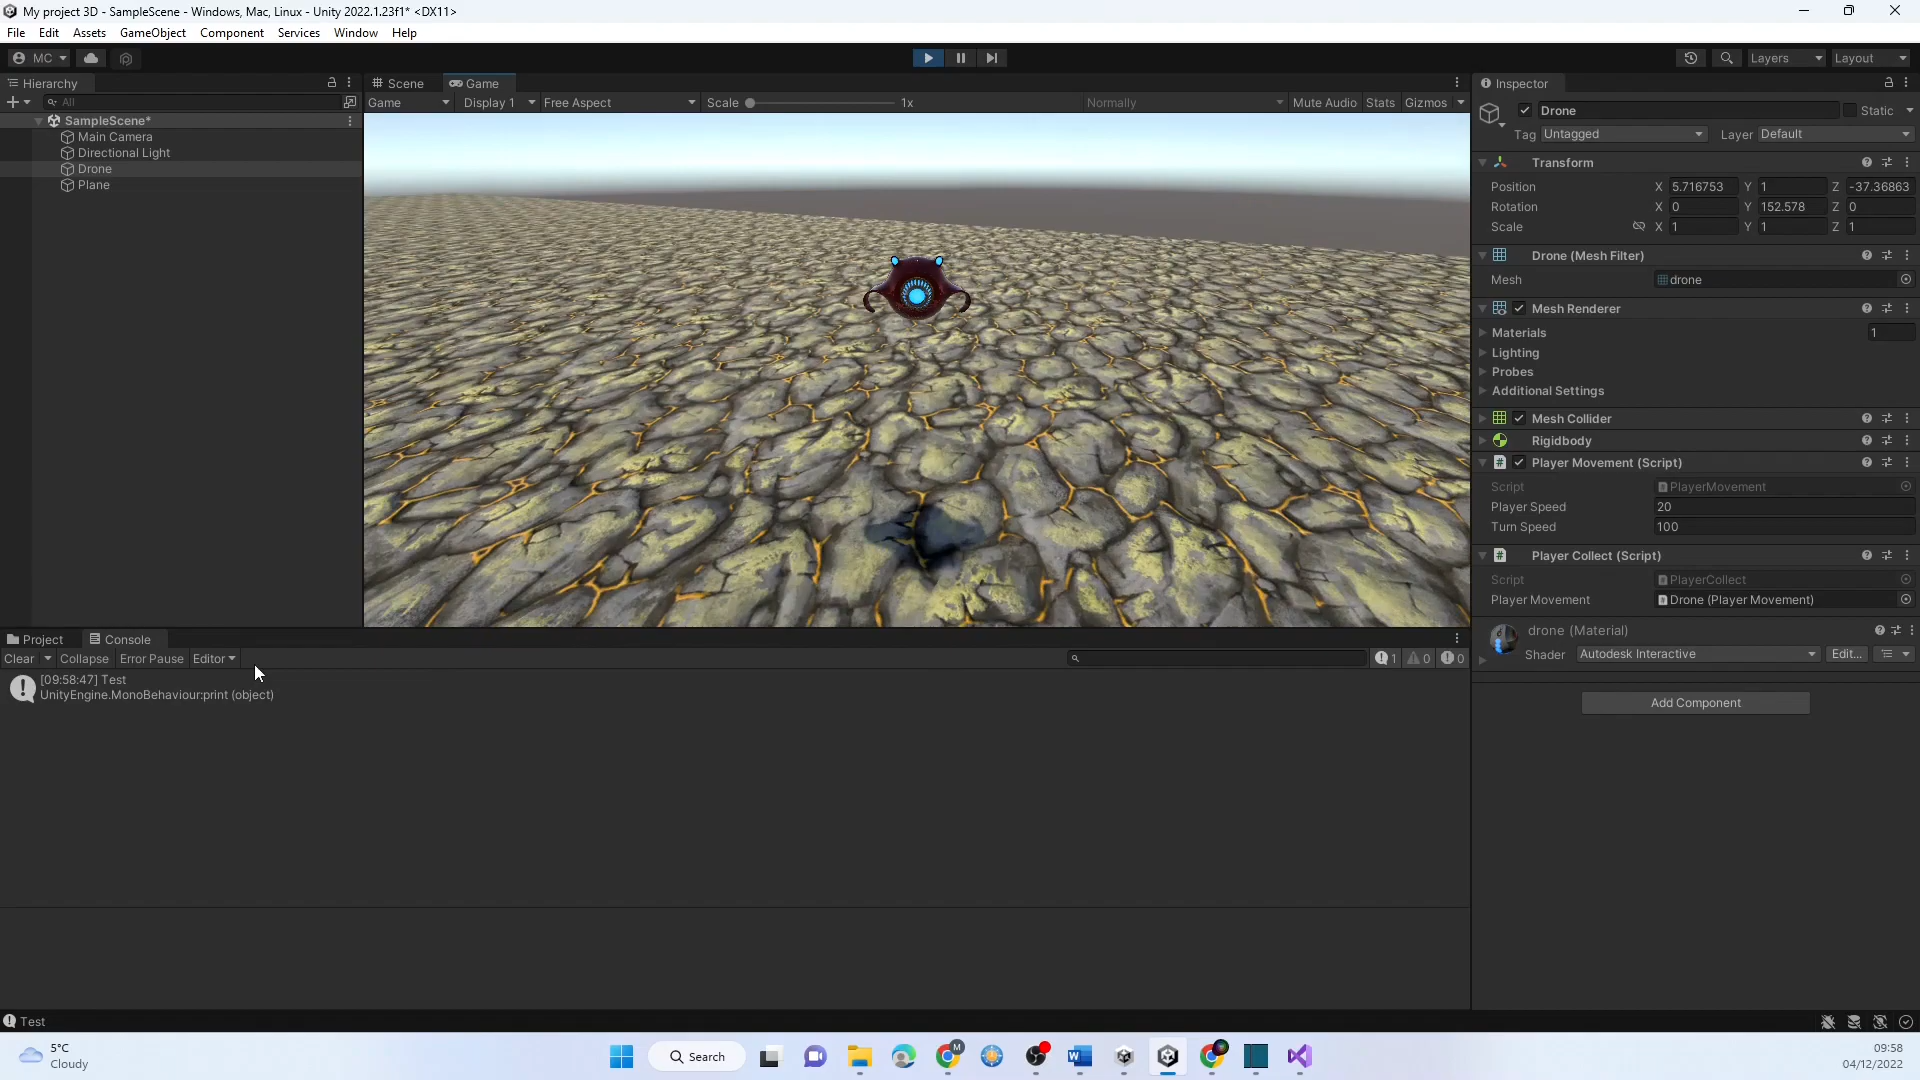 My project 3D - SampleScene - Windows, Mac, Linux - Unity 2022.1.23f1* <DX11>
File Edit Assets GameObject Component Services Window Help
MC Layers Layout
Hierarchy Scene Game Inspector
All Game Display 1 Free Aspect Scale 1x Normally Mute Audio Stats Gizmos
SampleScene*
Main Camera
Directional Light
Drone
Plane
Drone Static
Tag Untagged Layer Default
Transform
Position X 5.716753 Y 1 Z -37.36863
Rotation X 0 Y 152.578 Z 0
Scale X 1 Y 1 Z 1
Drone (Mesh Filter)
Mesh drone
Mesh Renderer
Materials 1
Lighting
Probes
Additional Settings
Mesh Collider
Rigidbody
Player Movement (Script)
Script PlayerMovement
Player Speed 20
Turn Speed 100
Player Collect (Script)
Script PlayerCollect
Player Movement Drone (Player Movement)
drone (Material)
Shader Autodesk Interactive Edit...
Add Component
Project Console
Clear Collapse Error Pause Editor 1 0 0
[09:58:47] Test
UnityEngine.MonoBehaviour:print (object)
Test
5°C
Cloudy
Search
M
09:58
04/12/2022